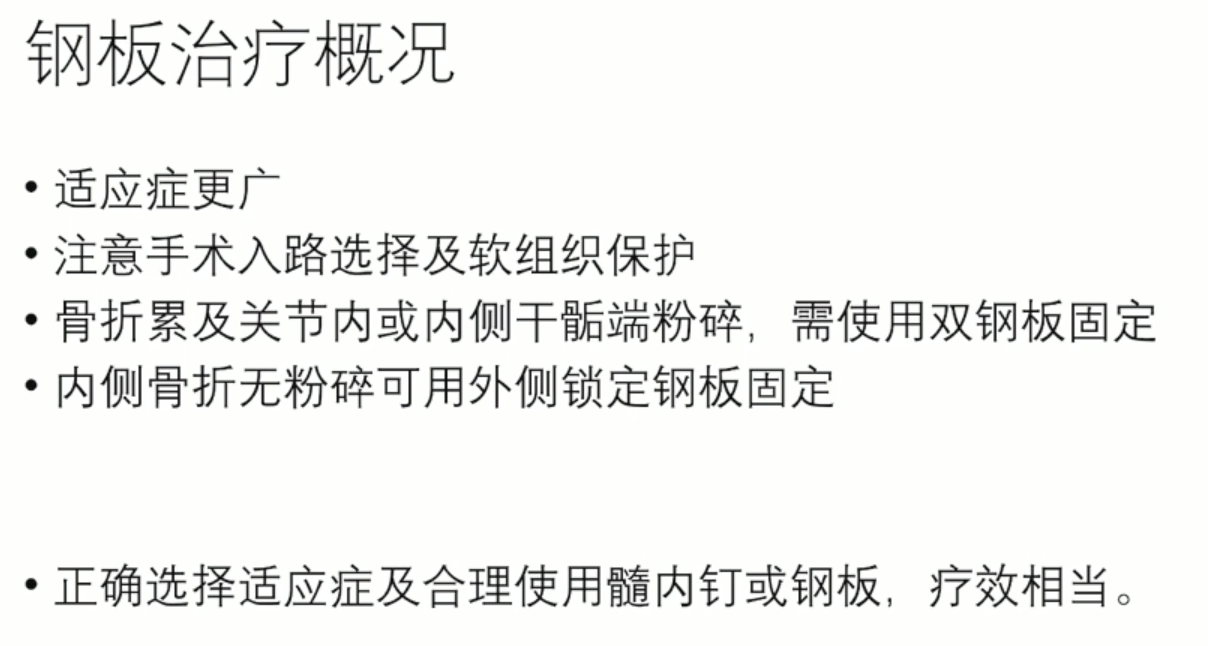 钢板治疗概况
• 适应症更广
• 注意手术入路选择及软组织保护
• 骨折累及关节内或内侧干骺端粉碎，需使用双钢板固定
• 内侧骨折无粉碎可用外侧锁定钢板固定
• 正确选择适应症及合理使用髓内钉或钢板，疗效相当。